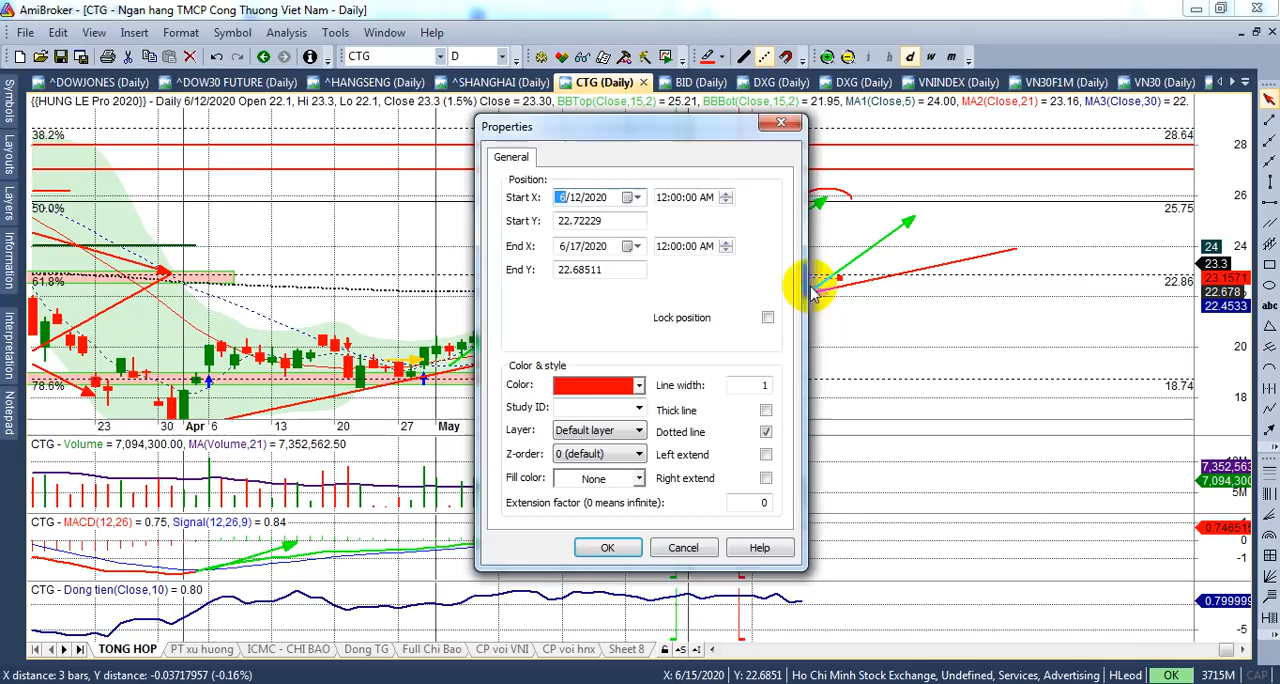 AmiBroker - [CTG - Ngan hang TMCP Cong Thuong Viet Nam - Daily]
File Edit View Insert Format Symbol Analysis Tools Window Help
CTG D i h d w m
^DOWJONES (Daily) ^DOW30 FUTURE (Daily) ^HANGSENG (Daily) ^SHANGHAI (Daily) CTG (Daily) BID (Daily) DXG (Daily) DXG (Daily) VNINDEX (Daily) VN30F1M (Daily) VN30 (Daily)
{{HUNG LE Pro 2020}} - Daily 6/12/2020 Open 22.1, Hi 23.3, Lo 22.1, Close 23.3 (1.5%) Close = 23.30, BBTop(Close,15,2) = 25.21, BBBot(Close,15,2) = 21.95, MA1(Close,5) = 24.00, MA2(Close,21) = 23.16, MA3(Close,30) = 22.
Symbols
Layouts
Layers
Information
Interpretation
Notepad
38.2%
50.0%
61.8%
78.6%
28.64
25.75
22.86
18.74
28
26
24
20
18
24
23.3
23.1571
22.678
22.4533
abc
23 Apr 6 13 20 27 May
Properties
General
Position:
Start X: 6/12/2020 12:00:00 AM
Start Y: 22.72229
End X: 6/17/2020 12:00:00 AM
End Y: 22.68511
Lock position
Color & style
Color: Line width: 1
Study ID: Thick line
Layer: Default layer Dotted line
Z-order: 0 (default) Left extend
Fill color: None Right extend
Extension factor (0 means infinite): 0
OK Cancel Help
CTG - Volume = 7,094,300.00, MA(Volume,21) = 7,352,562.50
7,352,563
7,094,300
5M
CTG - MACD(12,26) = 0.75, Signal(12,26,9) = 0.84
0.746515
-1
CTG - Dong tien(Close,10) = 0.80
0.799999
-5
TONG HOP PT xu huong ICMC - CHI BAO Dong TG Full Chi Bao CP voi VNI CP voi hnx Sheet 8
X distance: 3 bars, Y distance: -0.03717957 (-0.16%) X: 6/15/2020 Y: 22.6851 Ho Chi Minh Stock Exchange, Undefined, Services, Advertising HLeod OK 3715M CAP